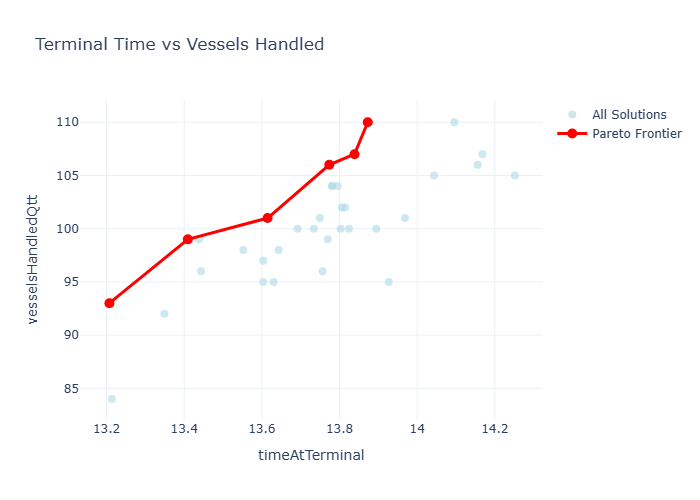 Terminal Time vs Vessels Handled
All Solutions
Pareto Frontier
110
105
100
95
90
85
vesselsHandledQtt
13.2 13.4 13.6 13.8 14 14.2
timeAtTerminal